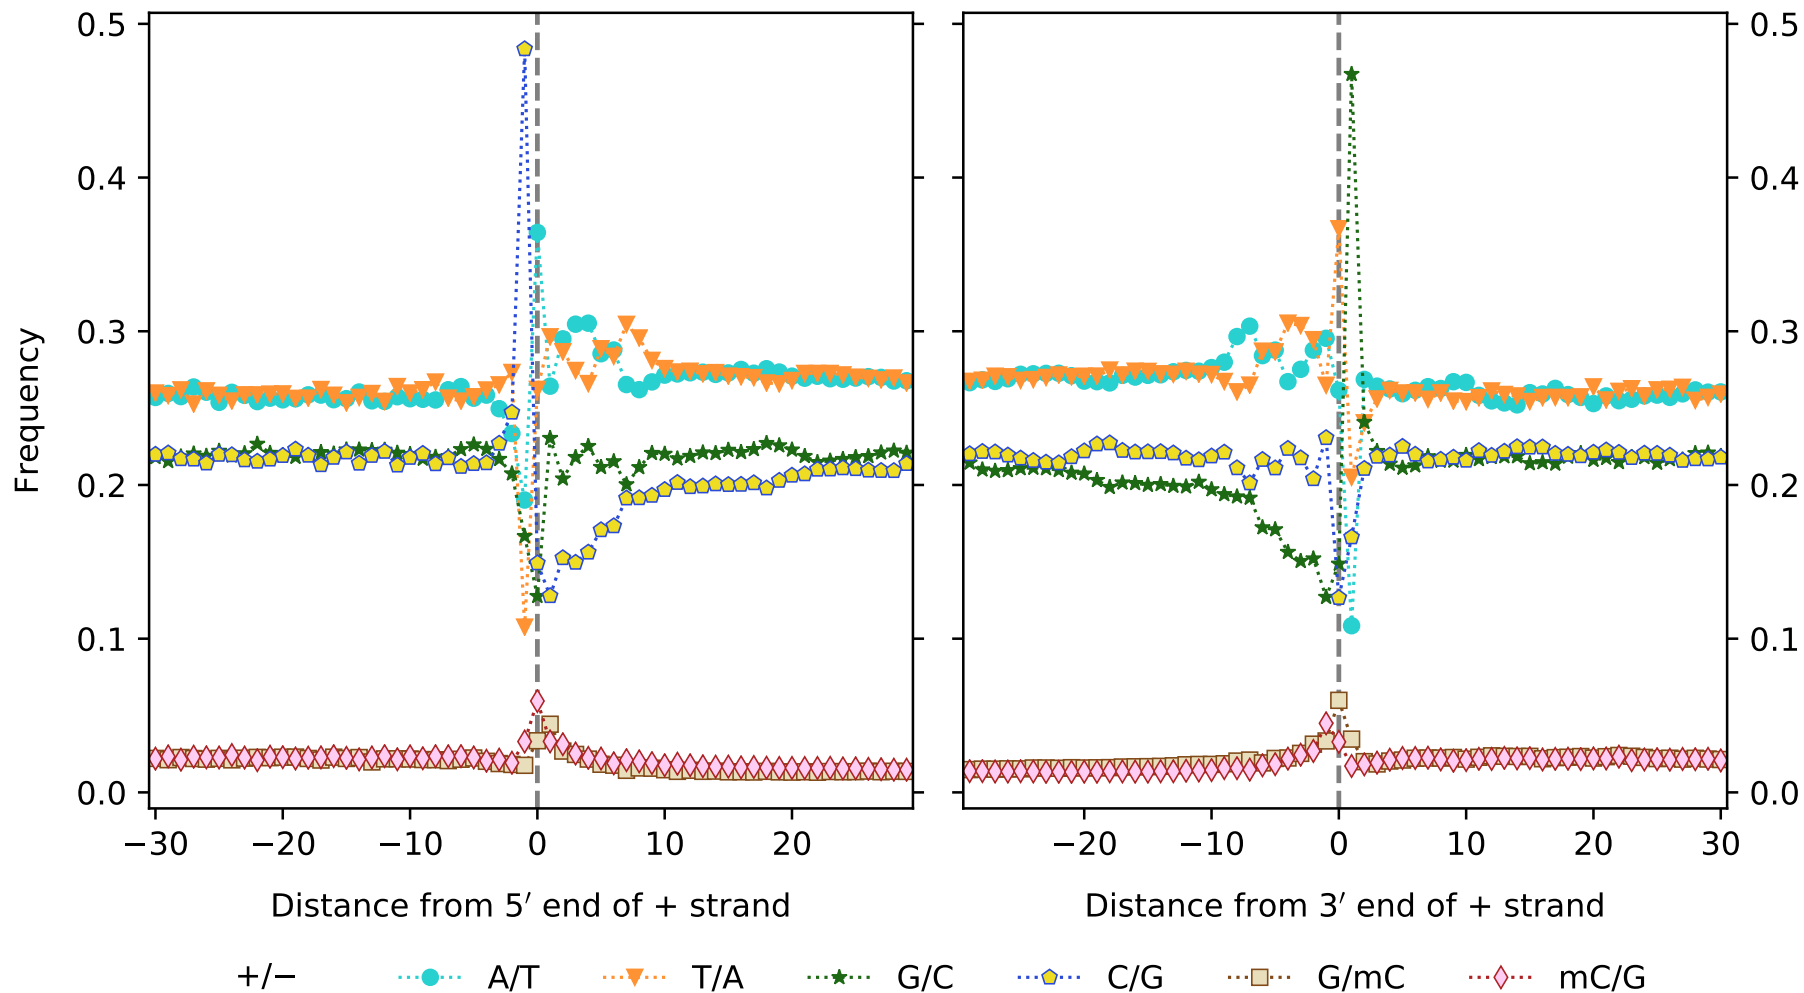 0.5 0.5
0.4 0.4
0.3 0.3
0.2 0.2
0.1 0.1
0.0 0.0
Frequency
−30 −20 −10 0 10 20 −20 −10 0 10 20 30
Distance from 5′ end of + strand Distance from 3′ end of + strand
+/− A/T T/A G/C C/G G/mC mC/G